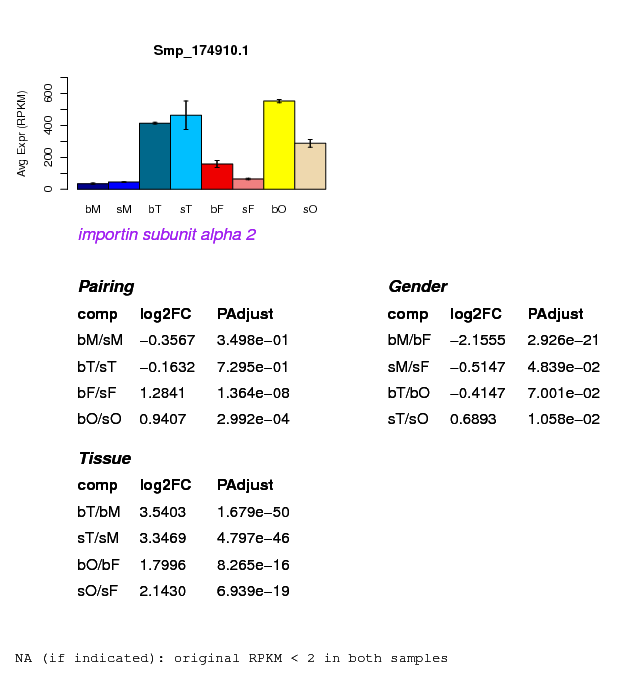 Smp_174910.1
Avg Expr (RPKM)
0 200 400 600
bM sM bT sT bF sF bO sO
importin subunit alpha 2
Pairing
comp log2FC PAdjust
bM/sM −0.3567 3.498e−01
bT/sT −0.1632 7.295e−01
bF/sF 1.2841 1.364e−08
bO/sO 0.9407 2.992e−04
Gender
comp log2FC PAdjust
bM/bF −2.1555 2.926e−21
sM/sF −0.5147 4.839e−02
bT/bO −0.4147 7.001e−02
sT/sO 0.6893 1.058e−02
Tissue
comp log2FC PAdjust
bT/bM 3.5403 1.679e−50
sT/sM 3.3469 4.797e−46
bO/bF 1.7996 8.265e−16
sO/sF 2.1430 6.939e−19
NA (if indicated): original RPKM < 2 in both samples